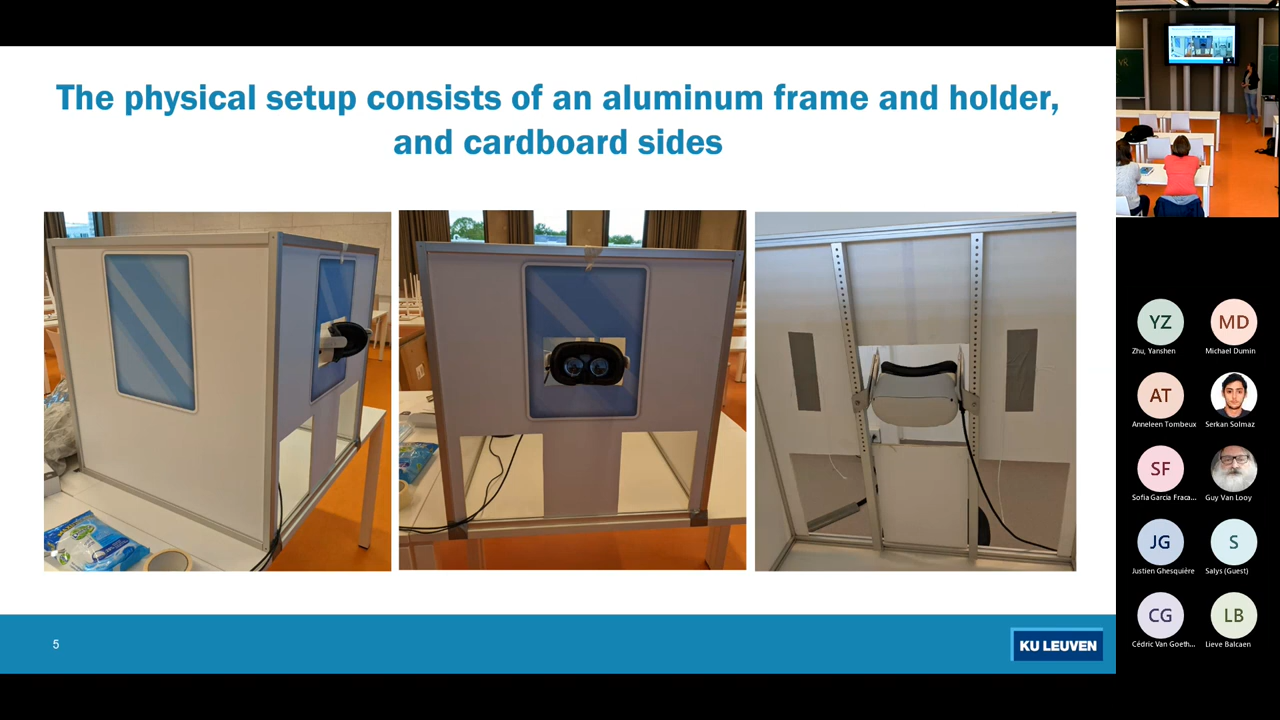 The physical setup consists of an aluminum frame and holder,
and cardboard sides
5
KU LEUVEN
VR
YZ
Zhu, Yanshen
MD
Michael Dumin
AT
Anneleen Tombeux
Serkan Solmaz
SF
Sofia Garcia Fraca...
Guy Van Looy
JG
Justien Ghesquière
S
Salys (Guest)
CG
Cédric Van Goeth...
LB
Lieve Balcaen